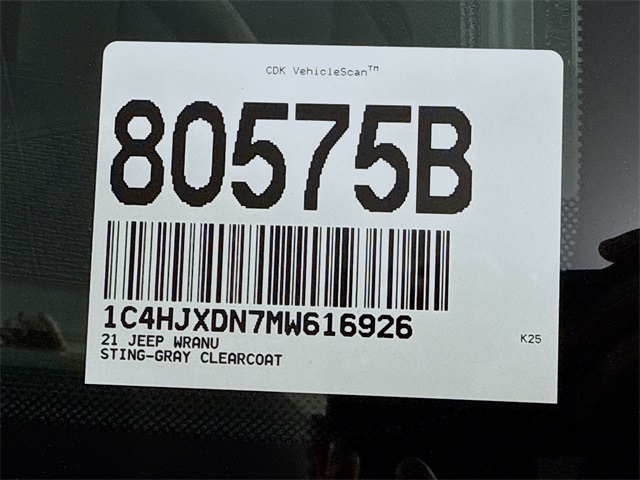 CDK VehicleScan™
80575B
1C4HJXDN7MW616926
21 JEEP WRANU
STING-GRAY CLEARCOAT
K25